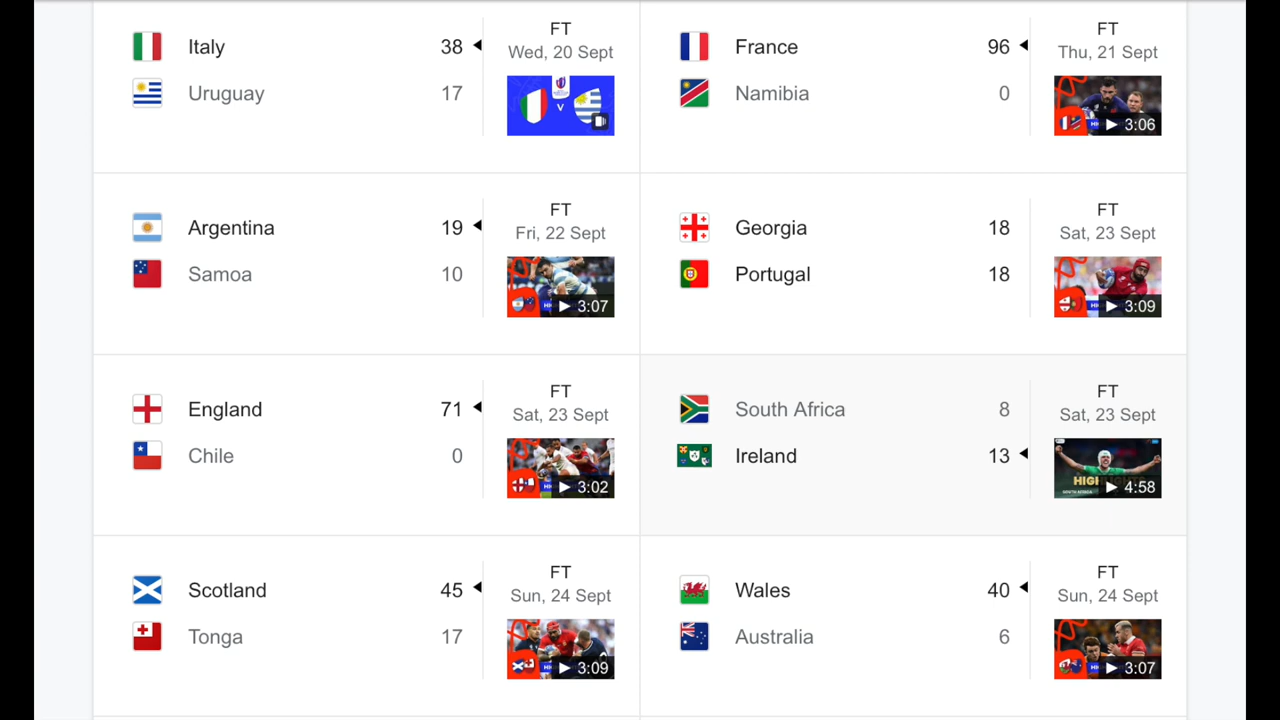 FT
Italy 38 Wed, 20 Sept
Uruguay 17
V
FT
France 96 Thu, 21 Sept
Namibia 0
3:06
FT
Argentina 19 Fri, 22 Sept
Samoa 10
3:07
FT
Georgia 18 Sat, 23 Sept
Portugal 18
3:09
FT
England 71 Sat, 23 Sept
Chile 0
3:02
FT
South Africa 8 Sat, 23 Sept
Ireland 13
4:58
SOUTH AFRICA
FT
Scotland 45 Sun, 24 Sept
Tonga 17
3:09
FT
Wales 40 Sun, 24 Sept
Australia 6
3:07